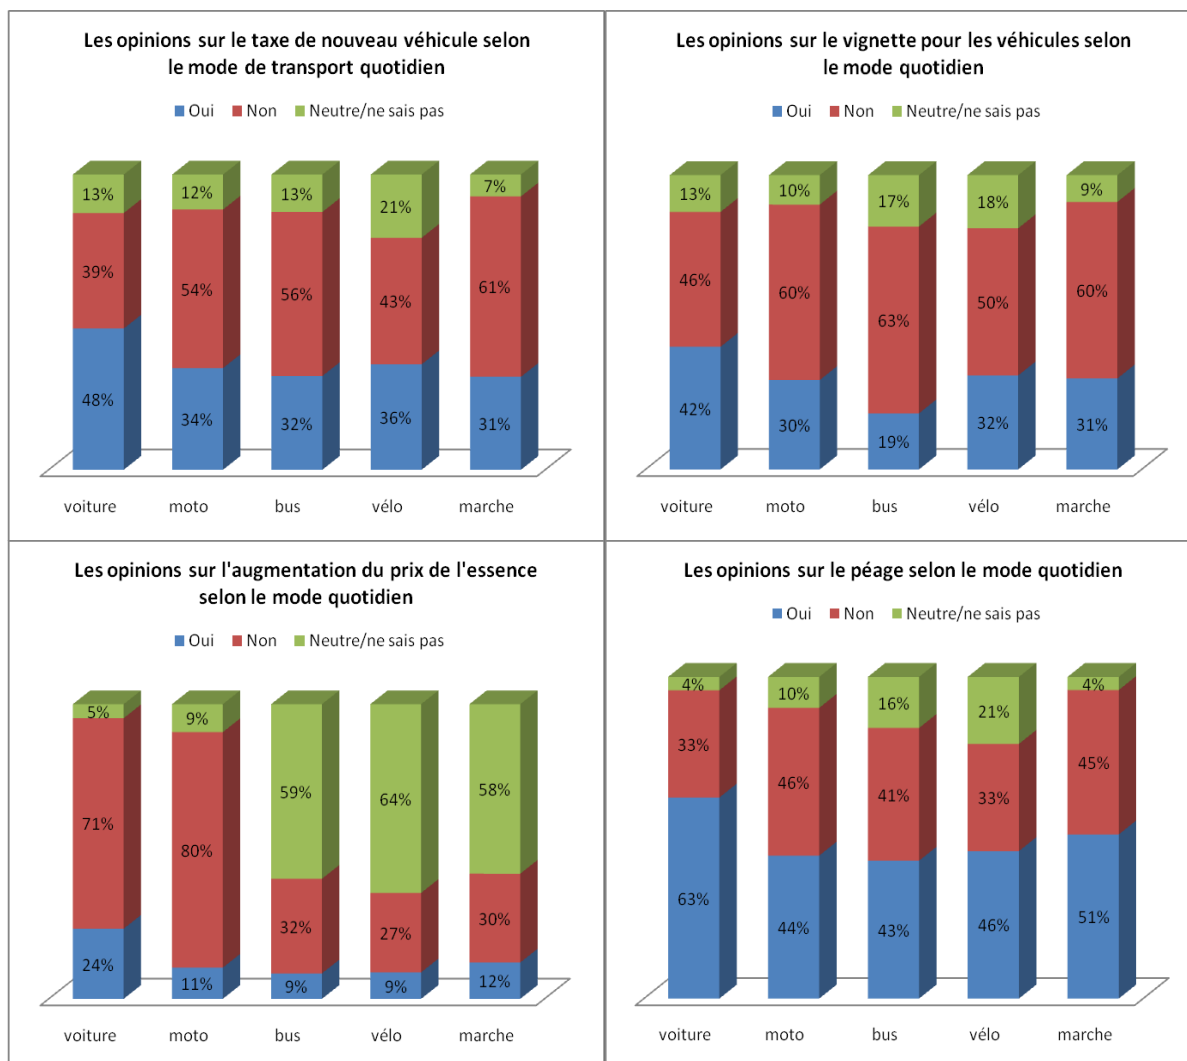 Les opinions sur le taxe de nouveau véhicule selon
le mode de transport quotidien
Oui Non Neutre/ne sais pas
13% 12% 13% 21% 7%
39% 54% 56% 43% 61%
48% 34% 32% 36% 31%
voiture moto bus vélo marche
Les opinions sur le vignette pour les véhicules selon
le mode quotidien
Oui Non Neutre/ne sais pas
13% 10% 17% 18% 9%
46% 60% 63% 50% 60%
42% 30% 19% 32% 31%
voiture moto bus vélo marche
Les opinions sur l'augmentation du prix de l'essence
selon le mode quotidien
Oui Non Neutre/ne sais pas
5% 9% 59% 64% 58%
71% 80% 32% 27% 30%
24% 11% 9% 9% 12%
voiture moto bus vélo marche
Les opinions sur le péage selon le mode quotidien
Oui Non Neutre/ne sais pas
4% 10% 16% 21% 4%
33% 46% 41% 33% 45%
63% 44% 43% 46% 51%
voiture moto bus vélo marche